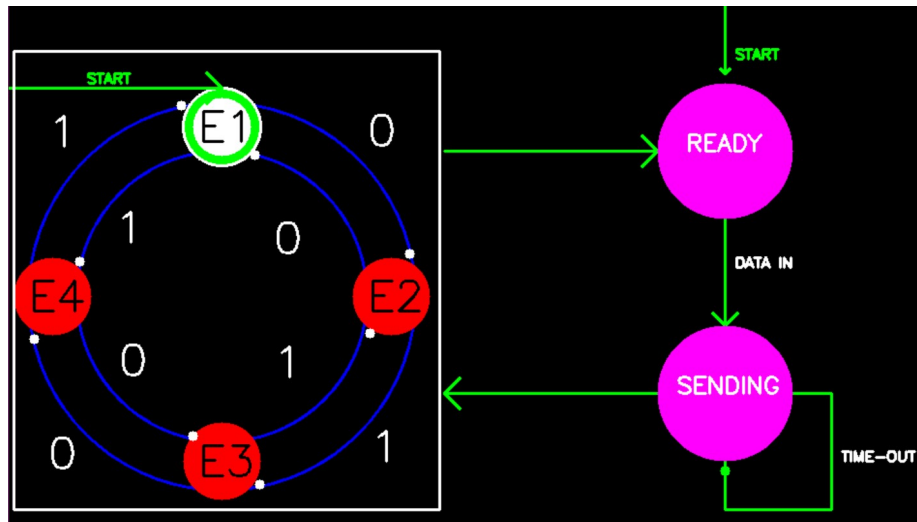 START
START
E1
1
0
READY
1
0
DATA IN
E4
E2
0
1
SENDING
0
1
E3
TIME-OUT